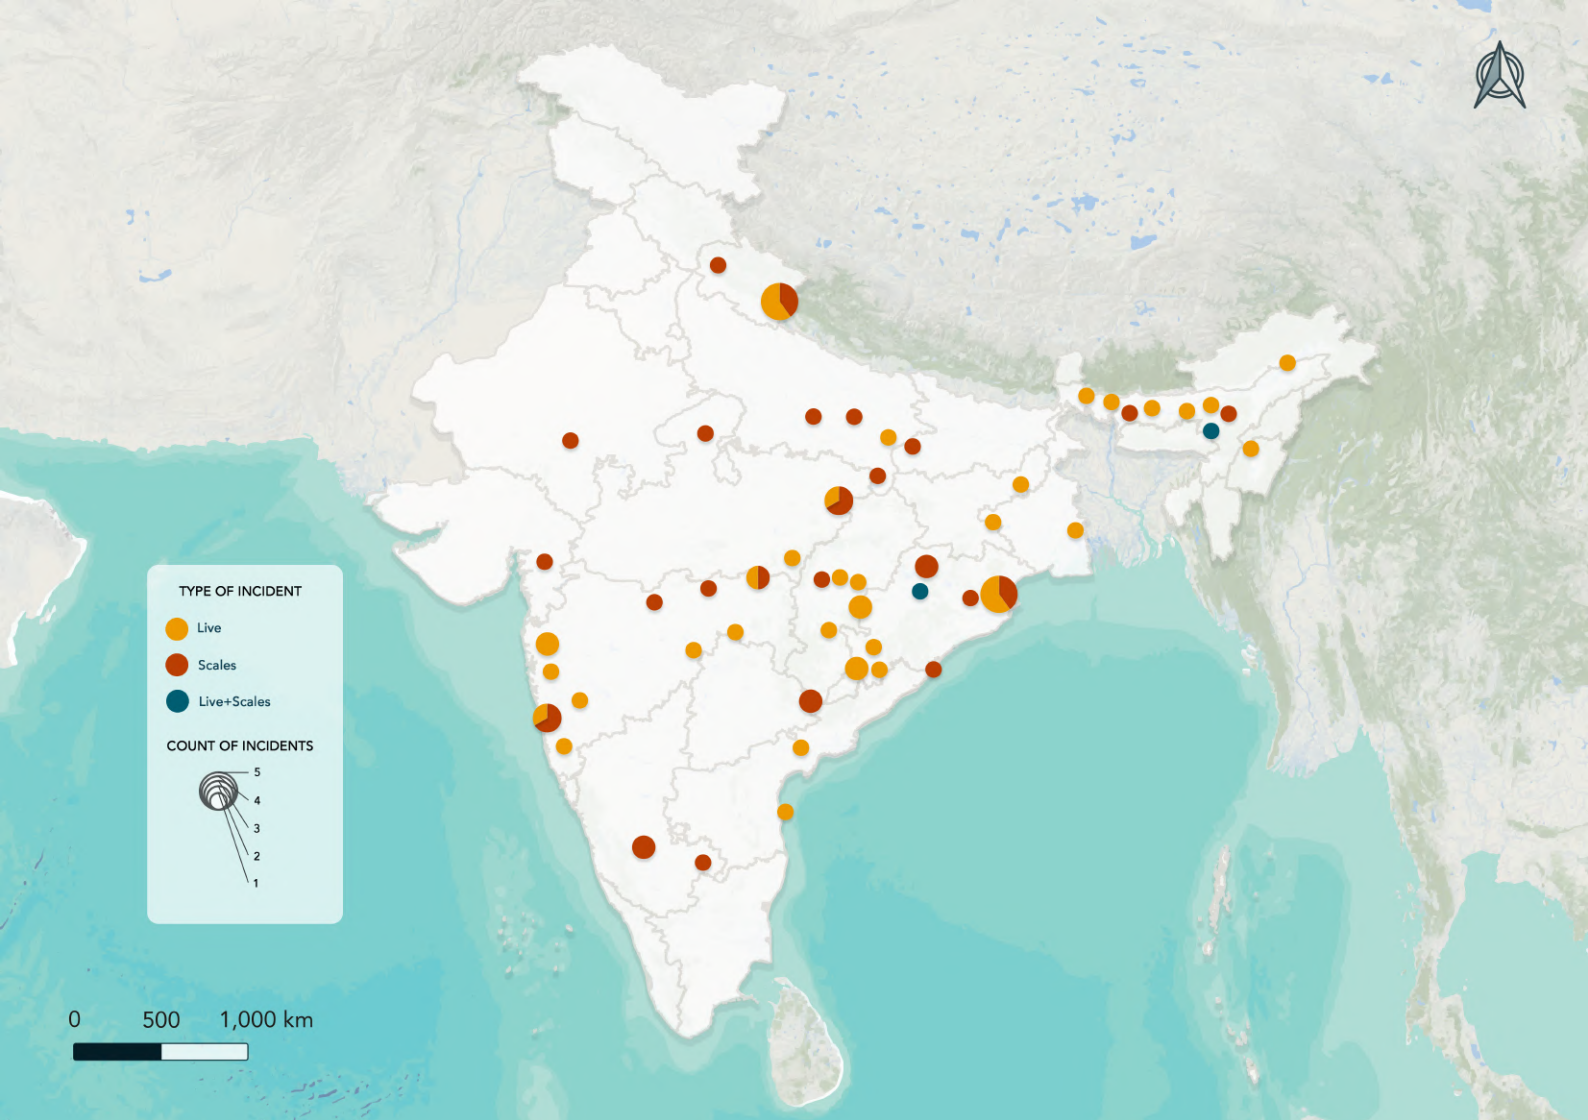 TYPE OF INCIDENT
Live
Scales
Live+Scales
COUNT OF INCIDENTS
5
4
3
2
1
0 500 1,000 km